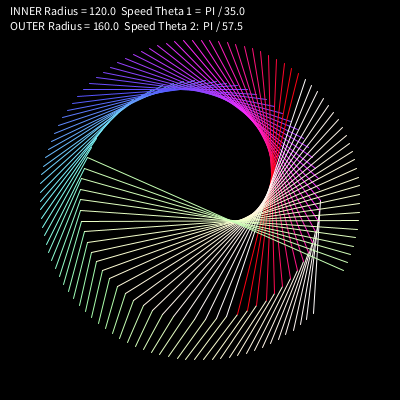 INNER Radius = 120.0  Speed Theta 1 =  PI / 35.0
OUTER Radius = 160.0  Speed Theta 2:  PI / 57.5